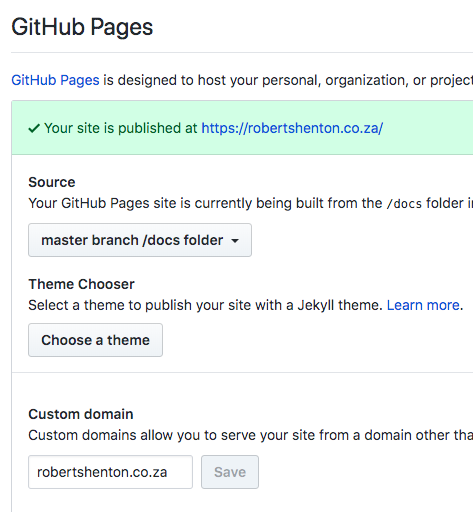 GitHub Pages
GitHub Pages is designed to host your personal, organization, or project
Your site is published at https://robertshenton.co.za/
Source
Your GitHub Pages site is currently being built from the /docs folder
master branch /docs folder
Theme Chooser
Select a theme to publish your site with a Jekyll theme. Learn more.
Choose a theme
Custom domain
Custom domains allow you to serve your site from a domain other
robertshenton.co.za Save